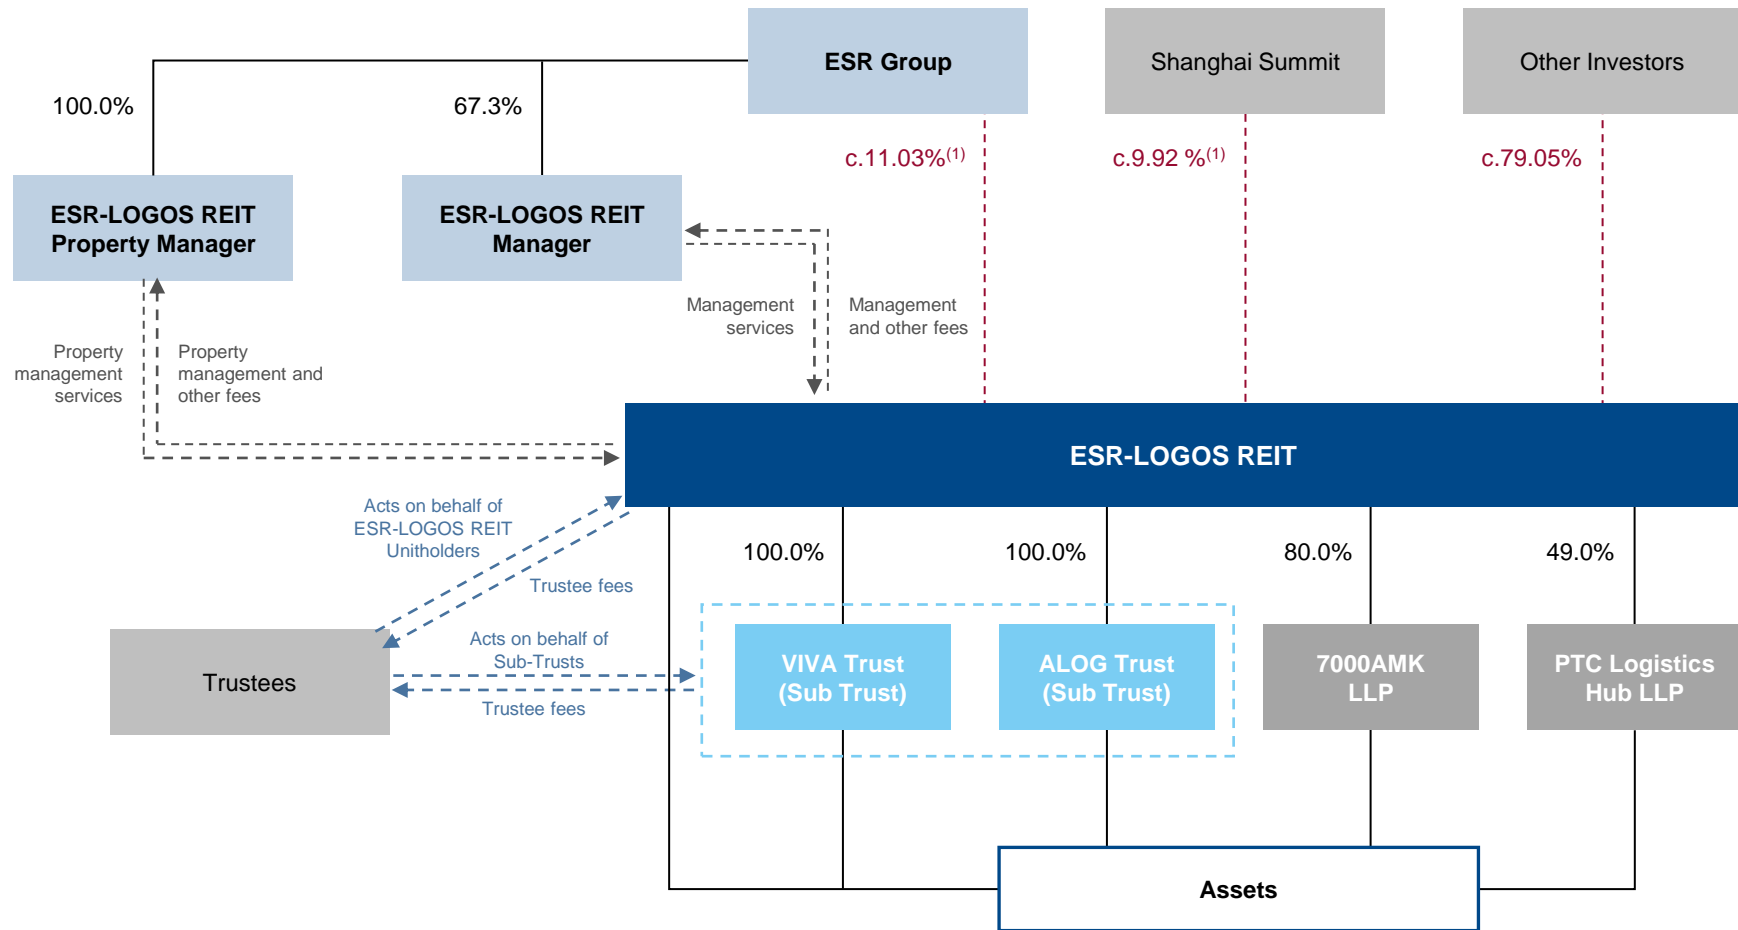 ESR Group
Shanghai Summit
Other Investors
100.0%
67.3%
c.11.03%(1)
c.9.92 %(1)
c.79.05%
ESR-LOGOS REIT
Property Manager
ESR-LOGOS REIT
Manager
Management
services
Management
and other fees
Property
management
services
Property
management and
other fees
ESR-LOGOS REIT
Acts on behalf of
ESR-LOGOS REIT
Unitholders
Trustee fees
100.0%
100.0%
80.0%
49.0%
Trustees
Acts on behalf of
Sub-Trusts
Trustee fees
VIVA Trust
(Sub Trust)
ALOG Trust
(Sub Trust)
7000AMK
LLP
PTC Logistics
Hub LLP
Assets